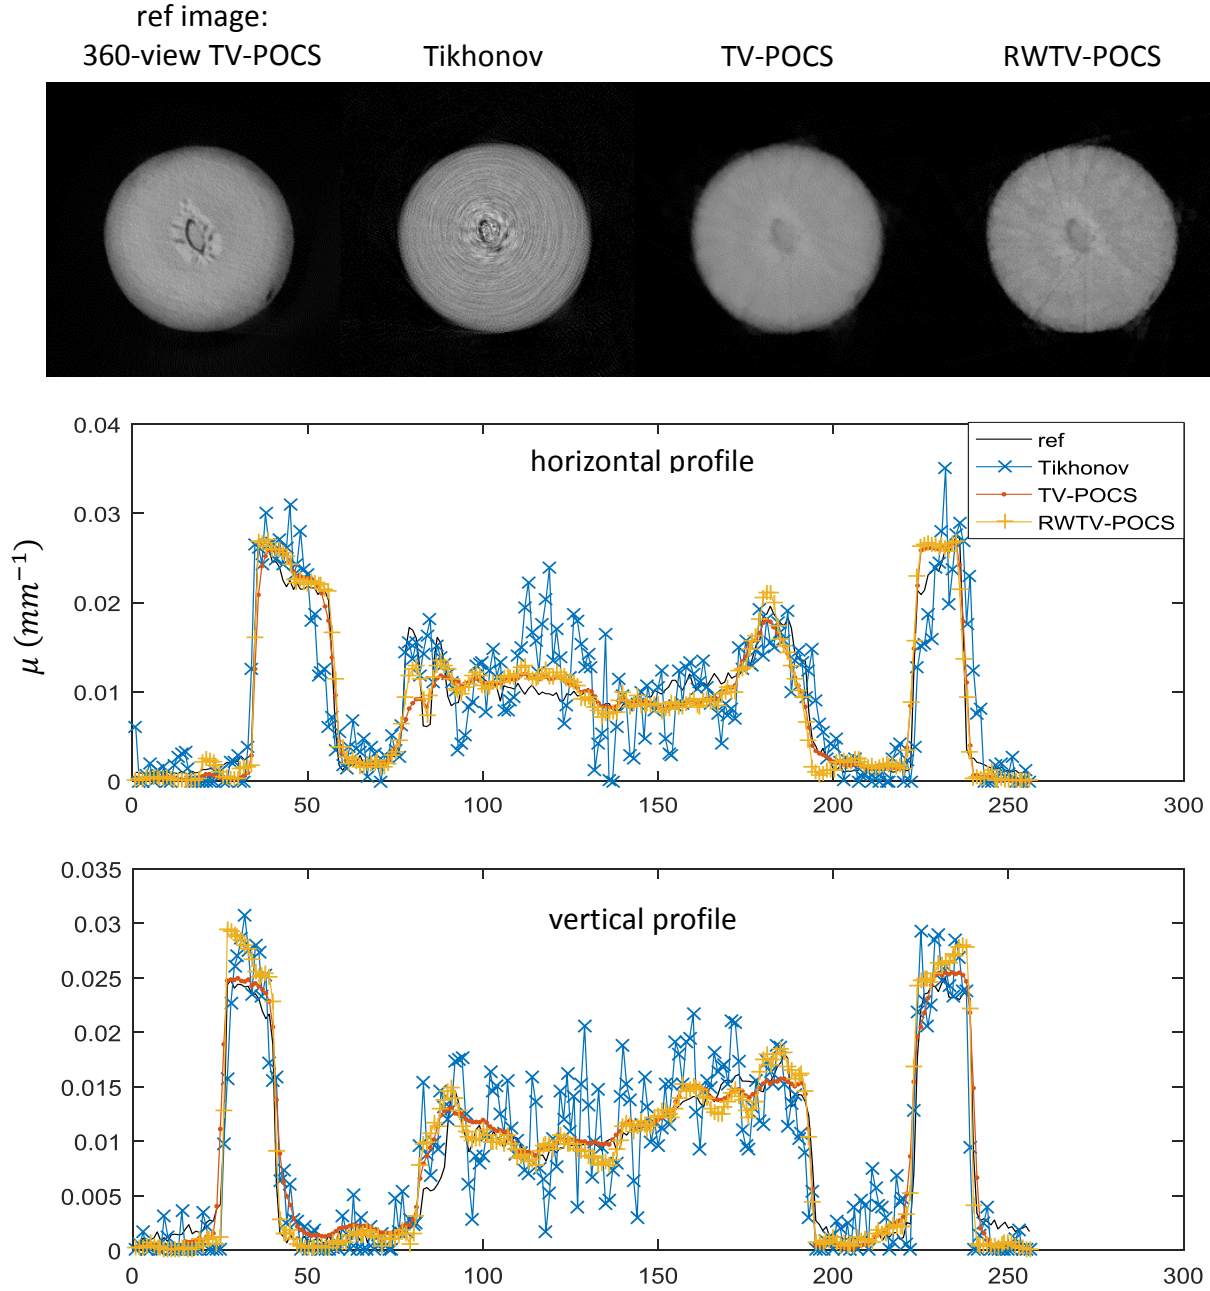 ref image:
360-view TV-POCS
Tikhonov
TV-POCS
RWTV-POCS
0.04
0.03
0.02
0.01
0
μ (mm⁻¹)
horizontal profile
ref
Tikhonov
TV-POCS
RWTV-POCS
0 50 100 150 200 250 300
0.035
0.03
0.025
0.02
0.015
0.01
0.005
0
vertical profile
0 50 100 150 200 250 300